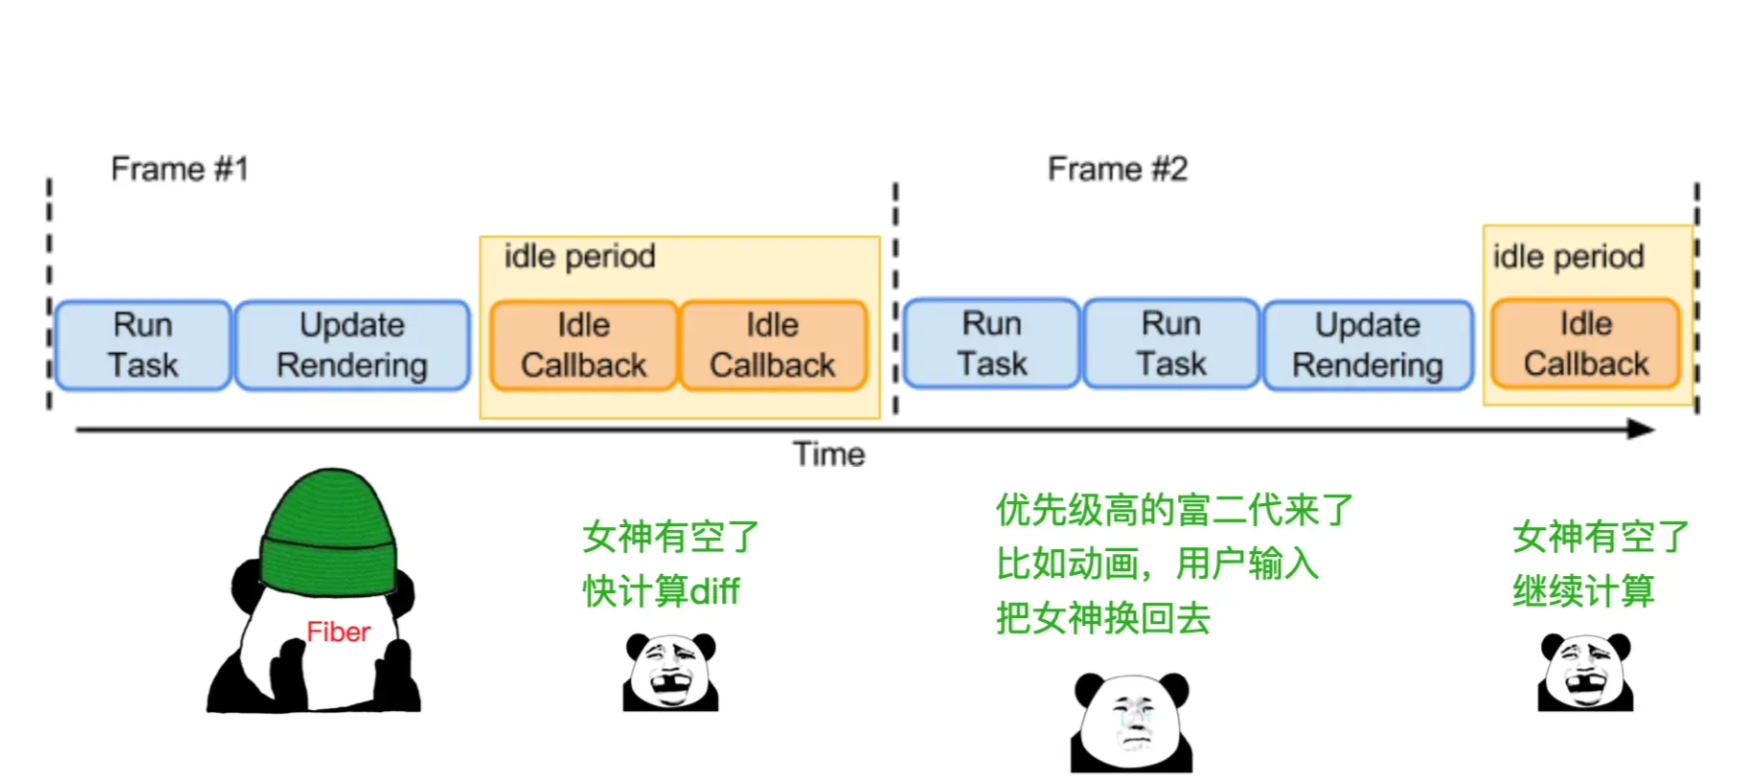 Frame #1
Frame #2
idle period
idle period
Run
Task
Update
Rendering
Idle
Callback
Idle
Callback
Run
Task
Run
Task
Update
Rendering
Idle
Callback
Time
Fiber
女神有空了
快计算diff
优先级高的富二代来了
比如动画，用户输入
把女神换回去
女神有空了
继续计算